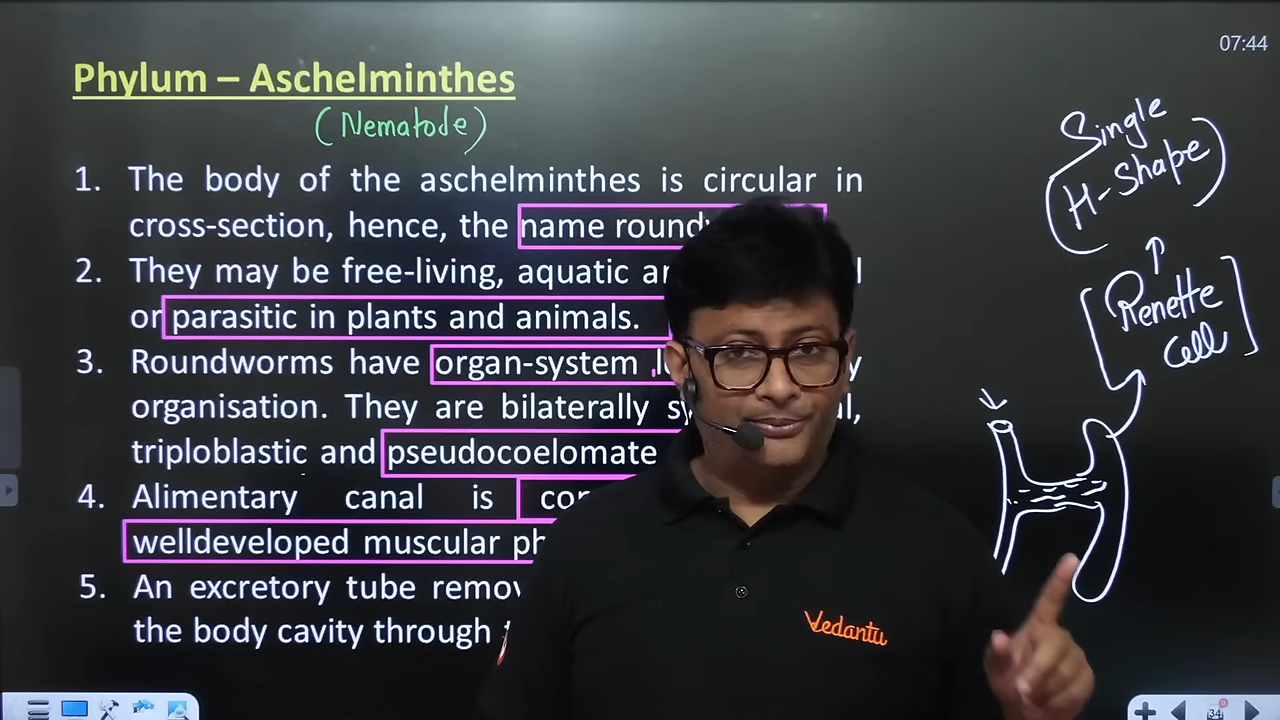 07:44
Phylum – Aschelminthes
(Nematode)
1. The body of the aschelminthes is circular in
cross-section, hence, the name round
2. They may be free-living, aquatic
or parasitic in plants and animals.
3. Roundworms have organ-system
organisation. They are bilaterally
triploblastic and pseudocoelomate
4. Alimentary canal is
welldeveloped muscular
5. An excretory tube
the body cavity through
Single
(H-Shape)
[Renette
cell]
Vedantu
34